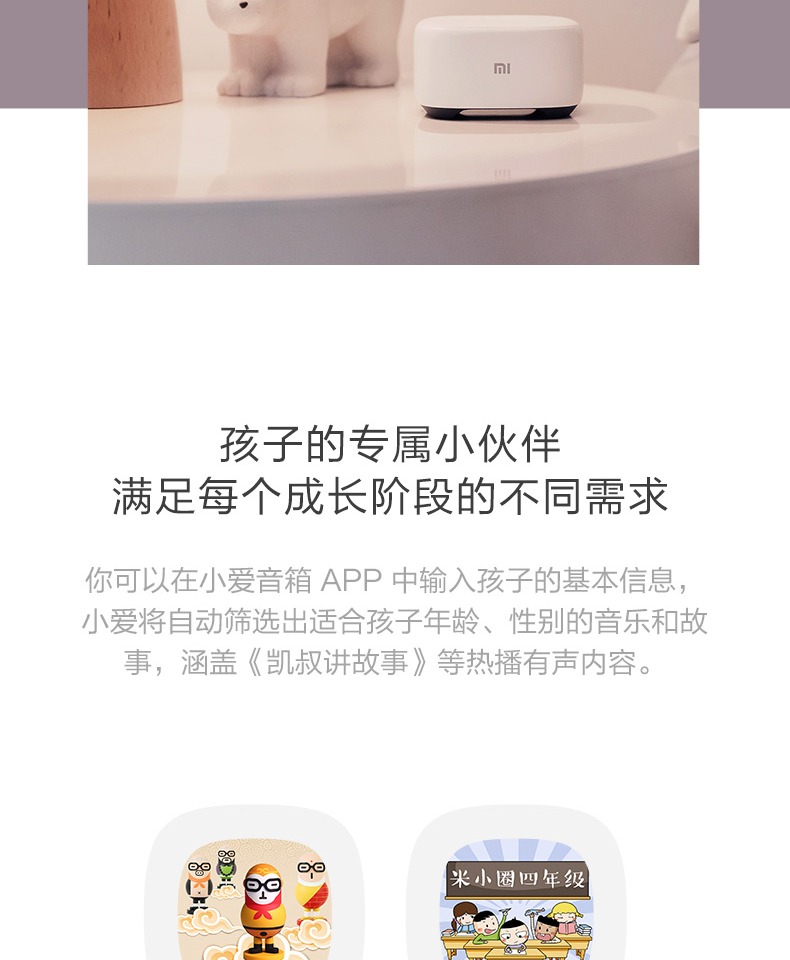 mi
孩子的专属小伙伴
满足每个成长阶段的不同需求
你可以在小爱音箱 APP 中输入孩子的基本信息，
小爱将自动筛选出适合孩子年龄、性别的音乐和故
事，涵盖《凯叔讲故事》等热播有声内容。
米小圈四年级